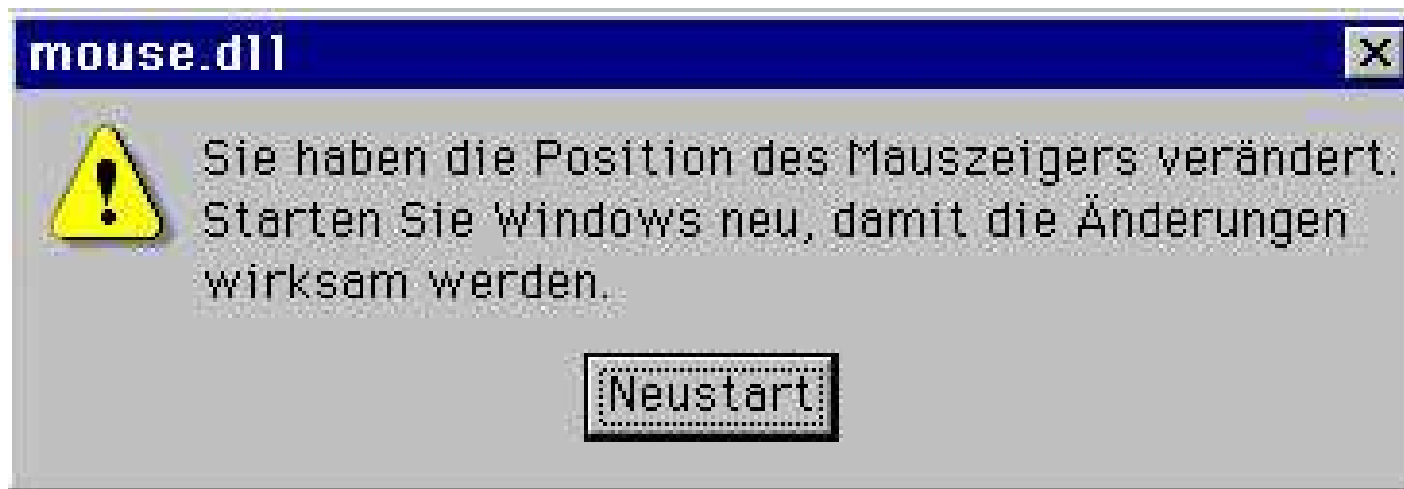 mouse.dll
Sie haben die Position des Mauszeigers verändert.
Starten Sie Windows neu, damit die Änderungen
wirksam werden.
Neustart